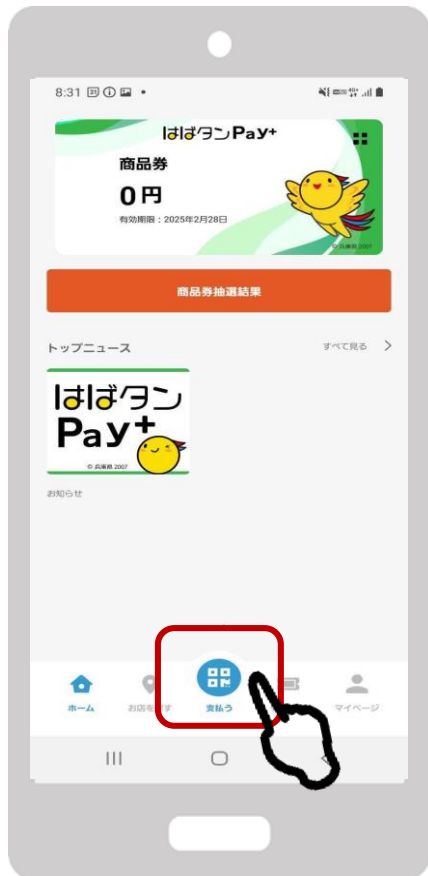 8:31
はばタンPay+
商品券
0円
有効期限：2025年2月28日
© 兵庫県 2007
商品券抽選結果
トップニュース
すべて見る
はばタン
Pay+
© 兵庫県 2007
お知らせ
ホーム
お店を
す
支払う
マイページ